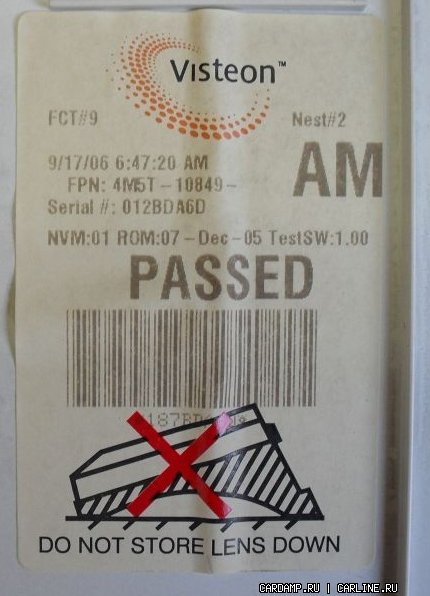 Visteon™
FCT#9 Nest#2
AM
9/17/06 6:47:20 AM
FPN: 4M5T-10849-
Serial #: 012BDA6D
NVM:01 ROM:07-Dec-05 TestSW:1.00
PASSED
DO NOT STORE LENS DOWN
CARDAMP.RU | CARLINE.RU